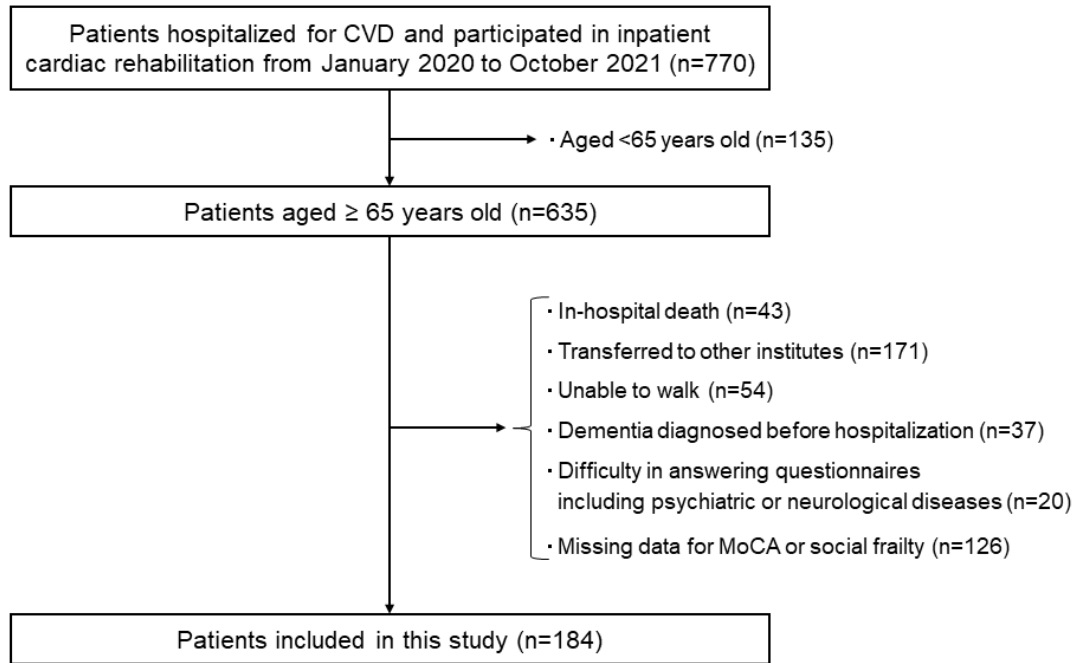 Patients hospitalized for CVD and participated in inpatient
cardiac rehabilitation from January 2020 to October 2021 (n=770)
· Aged <65 years old (n=135)
Patients aged ≥ 65 years old (n=635)
· In-hospital death (n=43)
· Transferred to other institutes (n=171)
· Unable to walk (n=54)
· Dementia diagnosed before hospitalization (n=37)
· Difficulty in answering questionnaires
including psychiatric or neurological diseases (n=20)
· Missing data for MoCA or social frailty (n=126)
Patients included in this study (n=184)